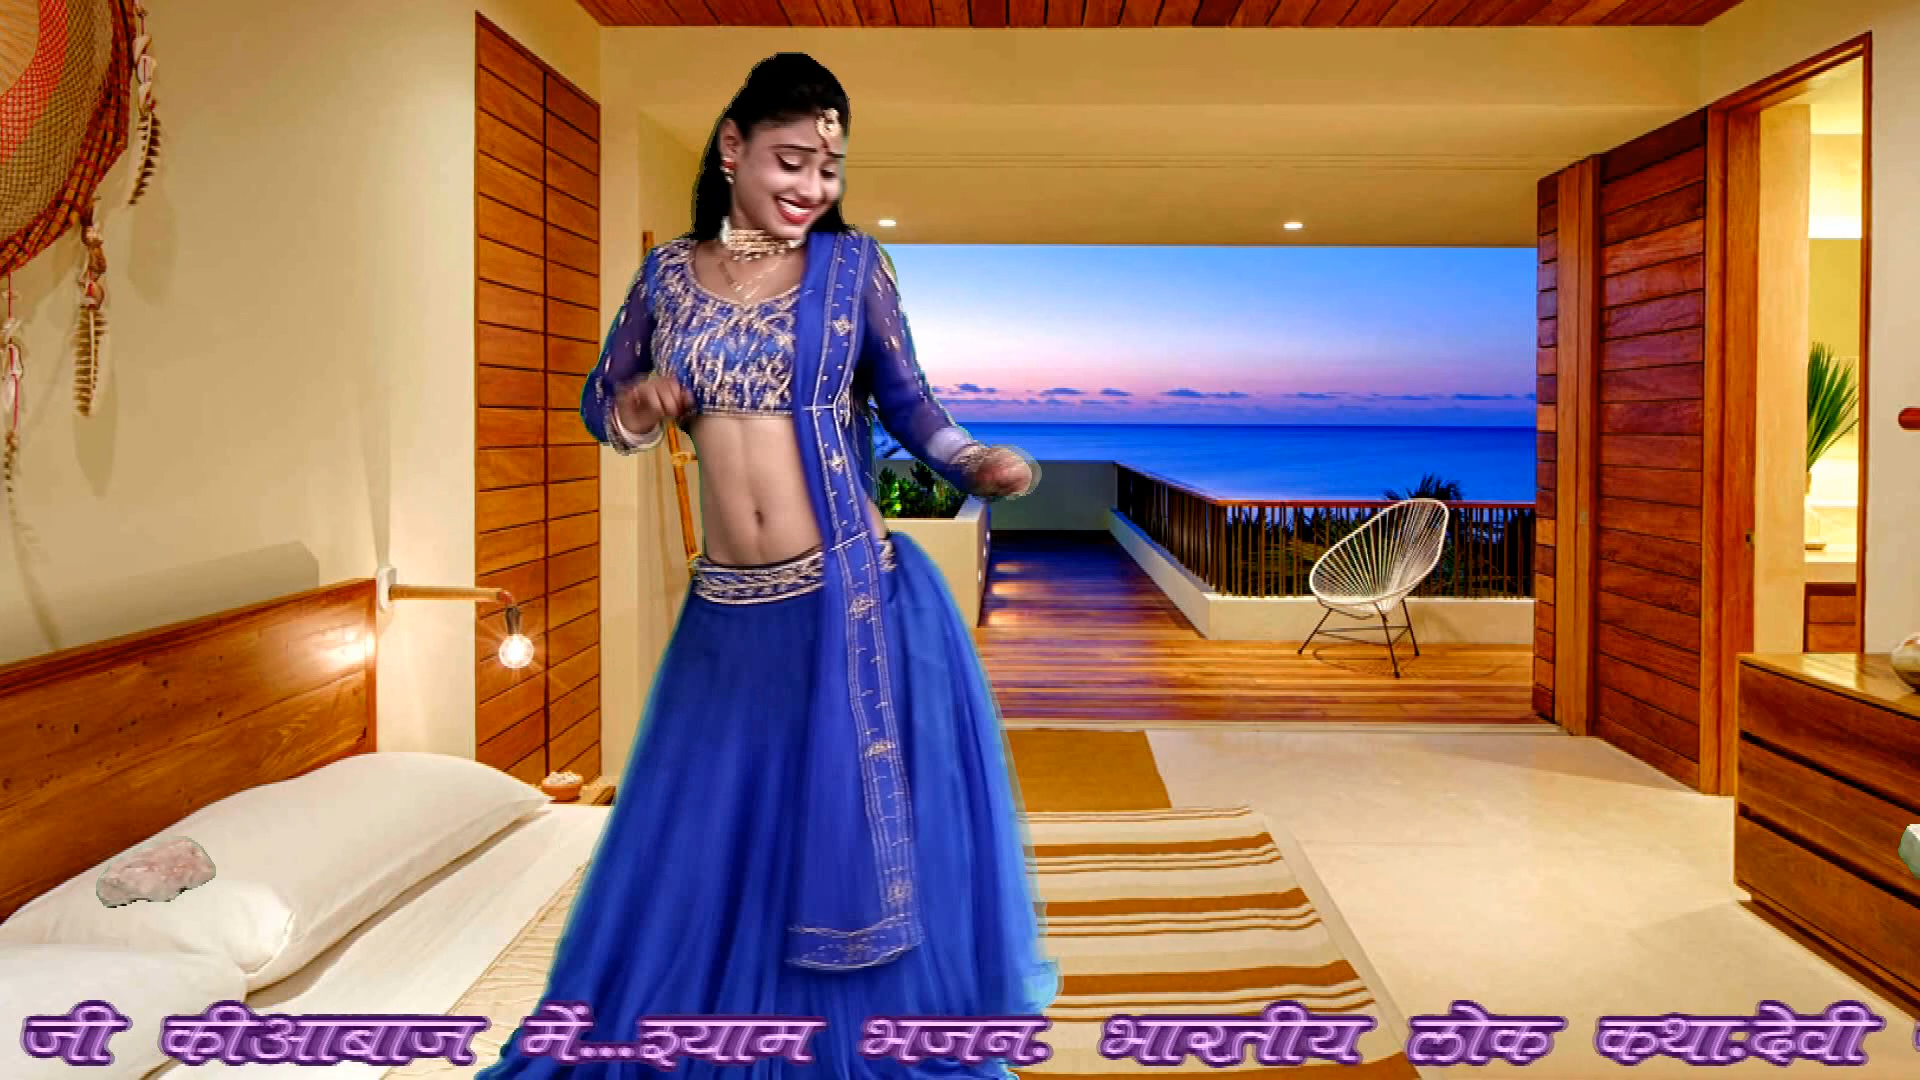 जी कीआबाज में...श्याम भजन. भारतीय लोक कथा:देवी